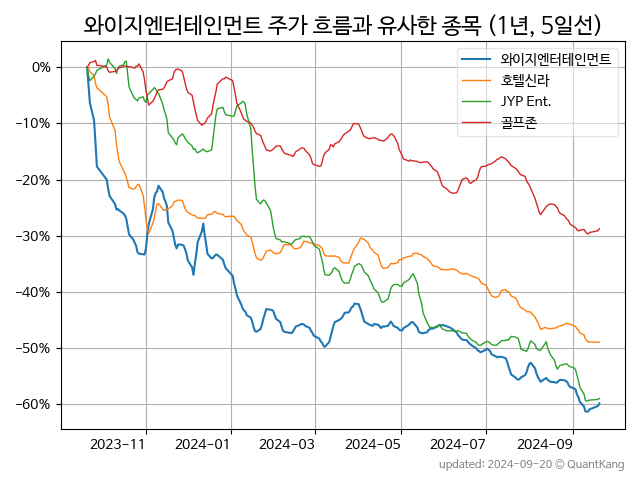 와이지엔터테인먼트 주가 흐름과 유사한 종목 (1년, 5일선)
와이지엔터테인먼트
호텔신라
JYP Ent.
골프존
0%
−10%
−20%
−30%
−40%
−50%
−60%
2023−11
2024−01
2024−03
2024−05
2024−07
2024−09
updated: 2024-09-20 © QuantKang